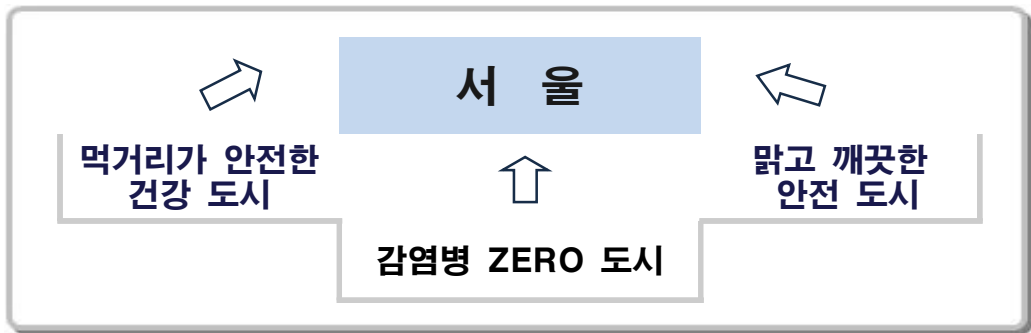 서 울
먹거리가 안전한
건강 도시
맑고 깨끗한
안전 도시
감염병 ZERO 도시